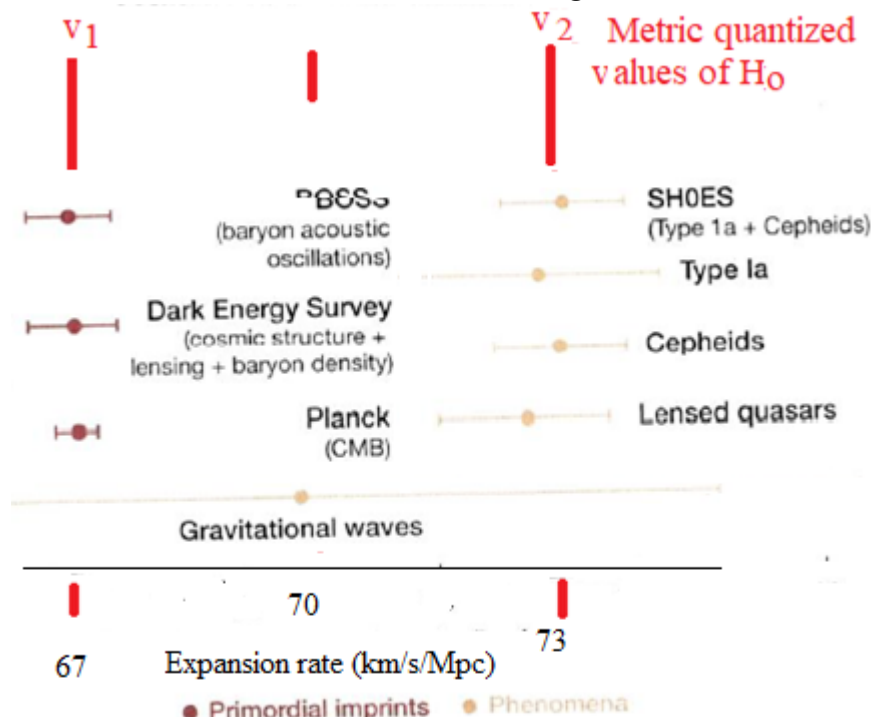 v1
v2 Metric quantized
values of HO
(baryon acoustic
oscillations)
SH0ES
(Type 1a + Cepheids)
Type Ia
Dark Energy Survey
(cosmic structure +
lensing + baryon density)
Cepheids
Planck
(CMB)
Lensed quasars
Gravitational waves
70
73
67 Expansion rate (km/s/Mpc)
Primordial imprints
Phenomena